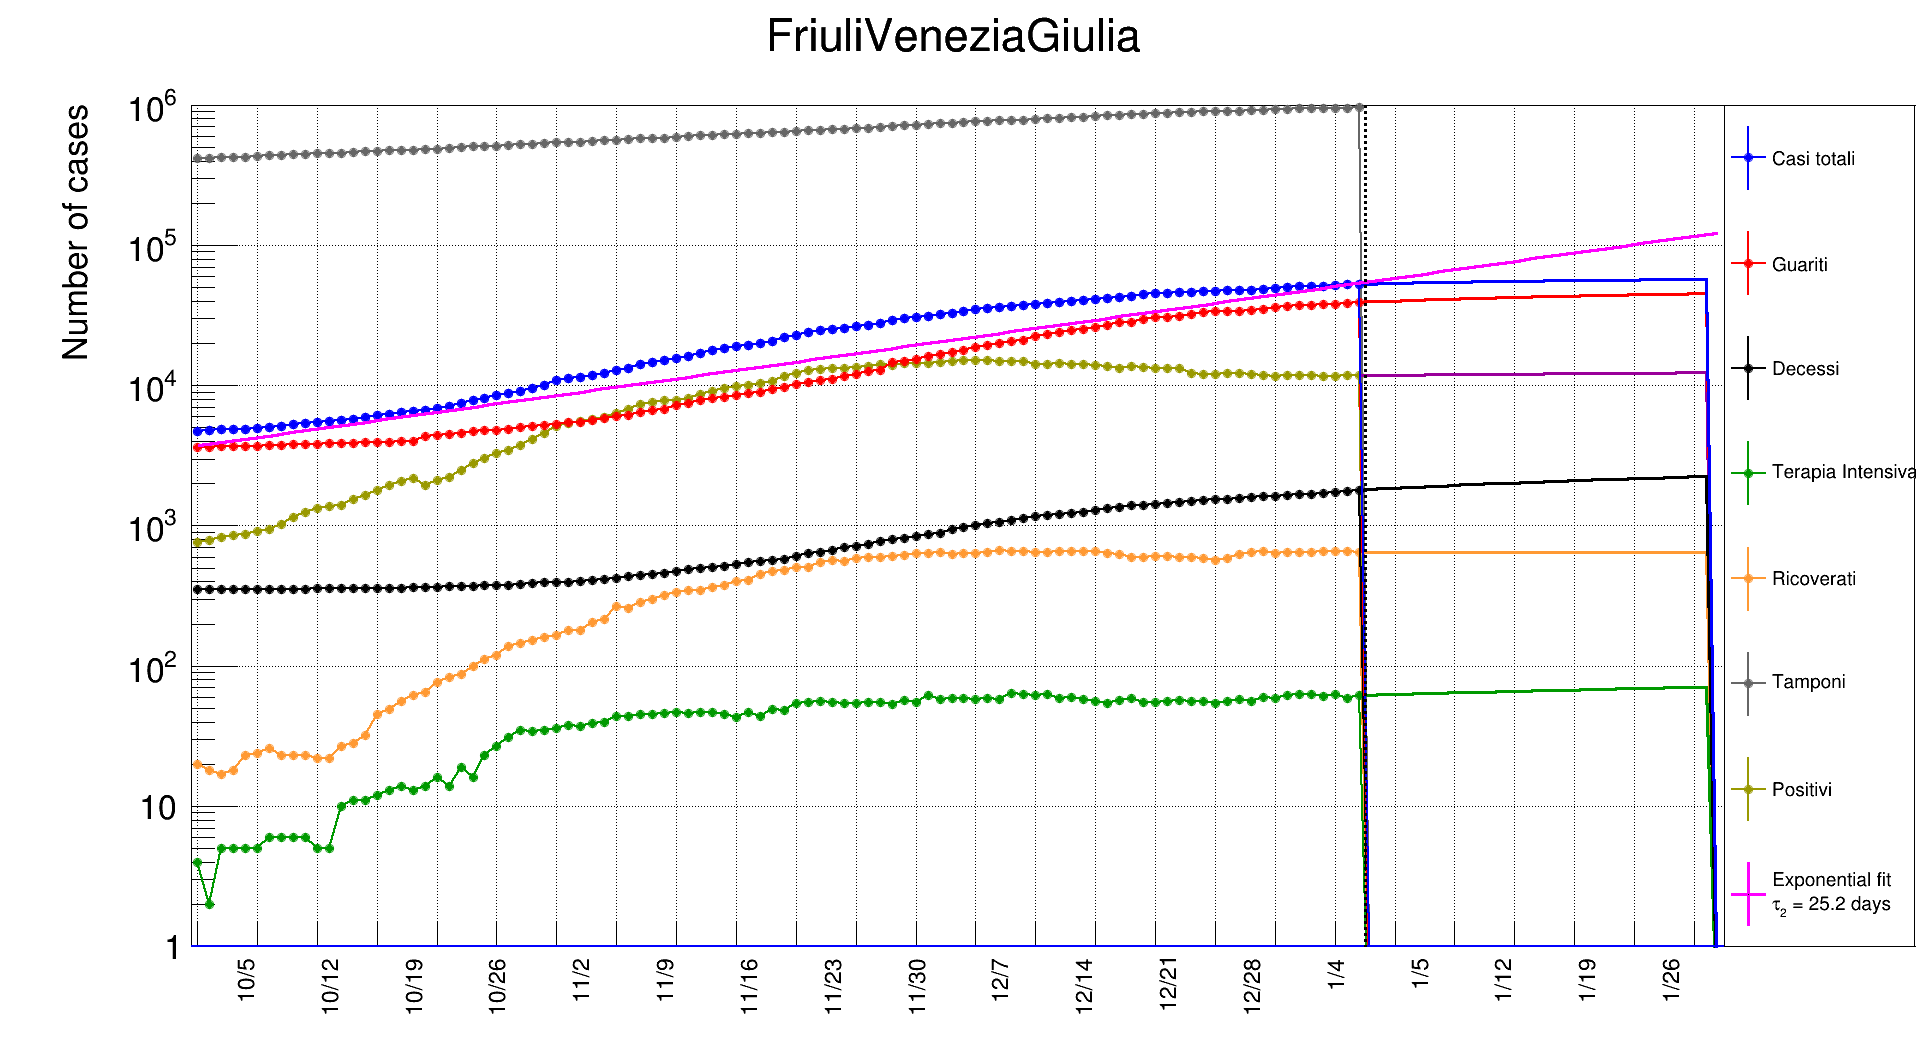 FriuliVeneziaGiulia
Number of cases
10^6
10^5
10^4
10^3
10^2
10
1
10/5
10/12
10/19
10/26
11/2
11/9
11/16
11/23
11/30
12/7
12/14
12/21
12/28
1/4
1/5
1/12
1/19
1/26
Casi totali
Guariti
Decessi
Terapia Intensiva
Ricoverati
Tamponi
Positivi
Exponential fit
τ_2 = 25.2 days